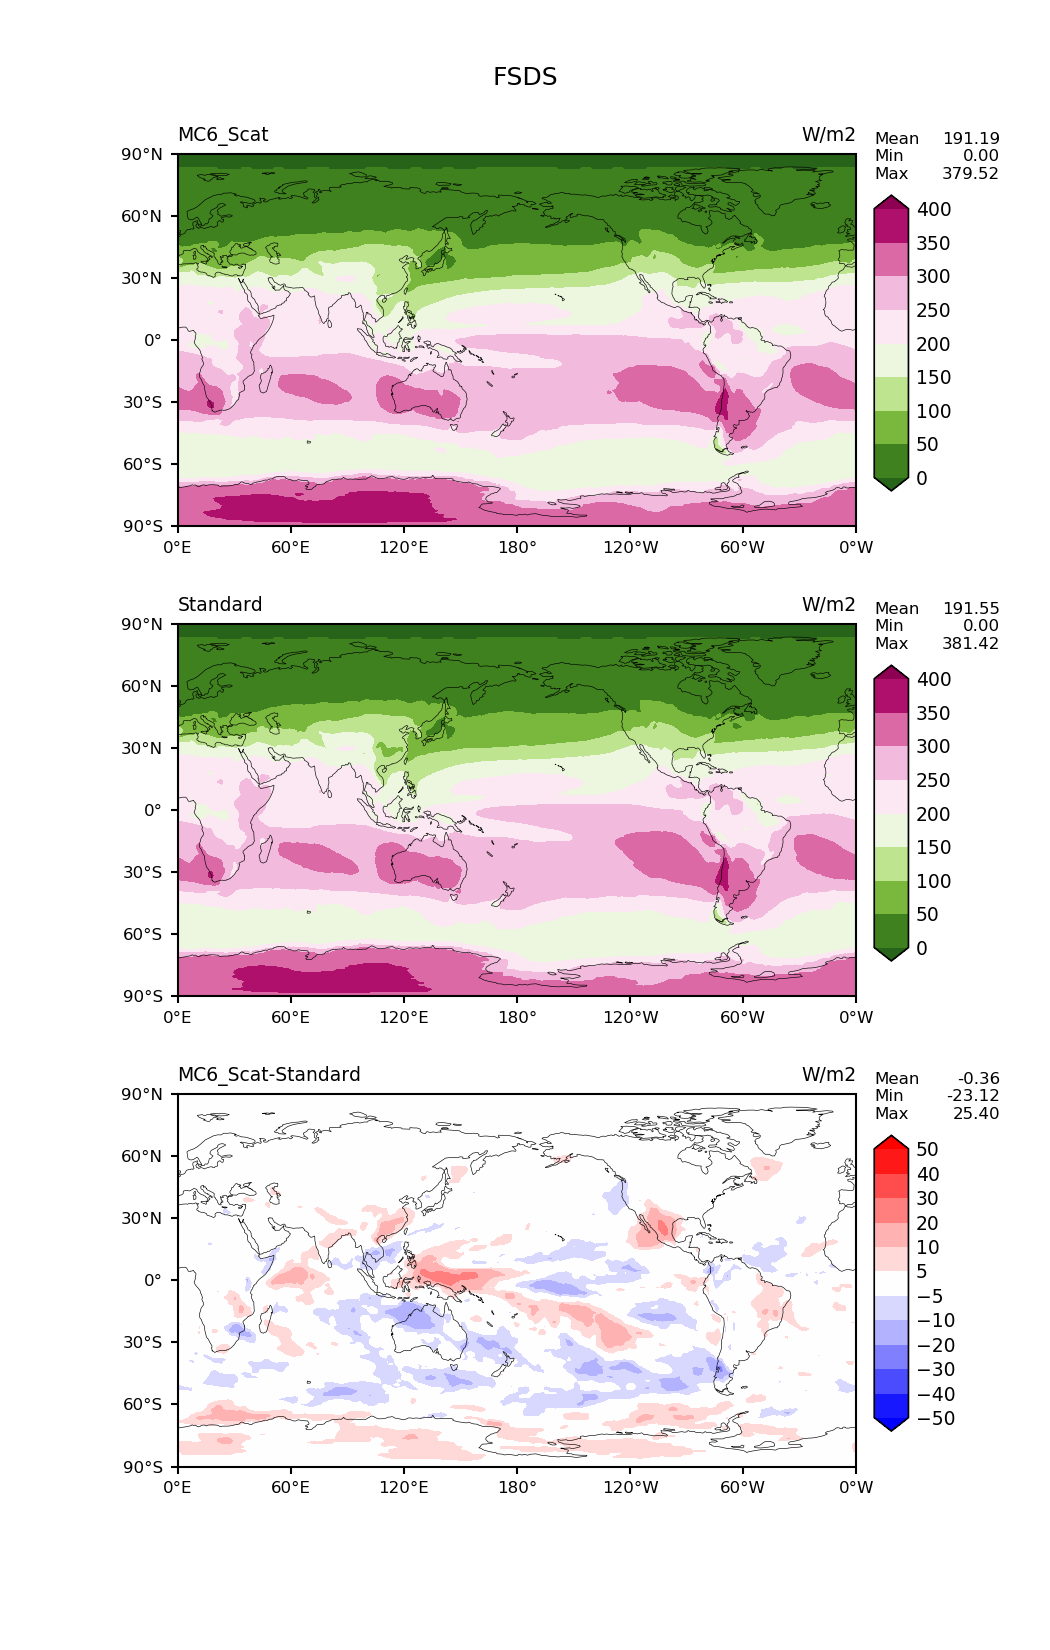 FSDS
MC6_Scat W/m2
Mean 191.19
Min 0.00
Max 379.52
90°N
60°N
30°N
0°
30°S
60°S
90°S
0°E 60°E 120°E 180° 120°W 60°W 0°W
400
350
300
250
200
150
100
50
0
Standard W/m2
Mean 191.55
Min 0.00
Max 381.42
90°N
60°N
30°N
0°
30°S
60°S
90°S
0°E 60°E 120°E 180° 120°W 60°W 0°W
400
350
300
250
200
150
100
50
0
MC6_Scat-Standard W/m2
Mean -0.36
Min -23.12
Max 25.40
90°N
60°N
30°N
0°
30°S
60°S
90°S
0°E 60°E 120°E 180° 120°W 60°W 0°W
50
40
30
20
10
5
−5
−10
−20
−30
−40
−50